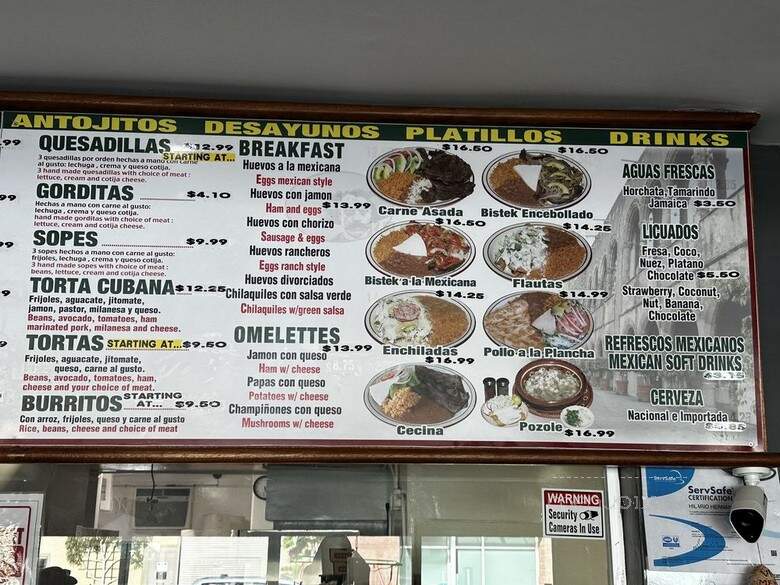 ANTOJITOS DESAYUNOS PLATILLOS DRINKS
.99
99
99
9
9
QUESADILLAS $12.99
STARTING AT...
3 quesadillas por orden hechas a mano con carne
al gusto: lechuga , crema y queso cotija.
3 hand made quesadillas with choice of meat :
lettuce, cream and cotija cheese.
GORDITAS $4.10
Hechas a mano con carne al gusto:
lechuga , crema y queso cotija.
hand made gorditas with choice of meat :
lettuce, cream and cotija cheese.
SOPES $9.99
3 sopes hechos a mano con carne al gusto:
frijoles, lechuga , crema y queso cotija.
3 hand made sopes with choice of meat :
beans, lettuce, cream and cotija cheese.
TORTA CUBANA $12.25
Frijoles, aguacate, jitomate,
jamon, pastor, milanesa y queso.
Beans, avocado, tomatoes, ham
marinated pork, milanesa and cheese.
TORTAS STARTING AT...$9.50
Frijoles, aguacate, jitomate,
queso, carne al gusto.
Beans, avocado, tomatoes, ham,
cheese and your choice of meat.
BURRITOS STARTING AT... $9.50
Con arroz, frijoles, queso y carne al gusto
Rice, beans, cheese and choice of meat
BREAKFAST
Huevos a la mexicana
Eggs mexican style
Huevos con jamon
Ham and eggs $13.99
Huevos con chorizo
Sausage & eggs
Huevos rancheros
Eggs ranch style
Huevos divorciados
Chilaquiles con salsa verde
Chilaquiles w/green salsa
OMELETTES
$13.99
Jamon con queso
Ham w/ cheese
Papas con queso
Potatoes w/ cheese
Champiñones con queso
Mushrooms w/ cheese
$16.50
Carne Asada
$16.50
Bistek Encebollado
$16.50
Bistek a la Mexicana
$14.25
Flautas
$14.25
Enchiladas
$14.99
Pollo a la Plancha
$16.99
Cecina
Pozole $16.99
AGUAS FRESCAS
Horchata, Tamarindo
Jamaica $3.50
LICUADOS
Fresa, Coco,
Nuez, Platano
Chocolate $5.50
Strawberry, Coconut,
Nut, Banana,
Chocolate
REFRESCOS MEXICANOS
MEXICAN SOFT DRINKS
$3.15
CERVEZA
Nacional e Importada
WARNING
Security
Cameras In Use
ServSafe
ServSafe
CERTIFICATION